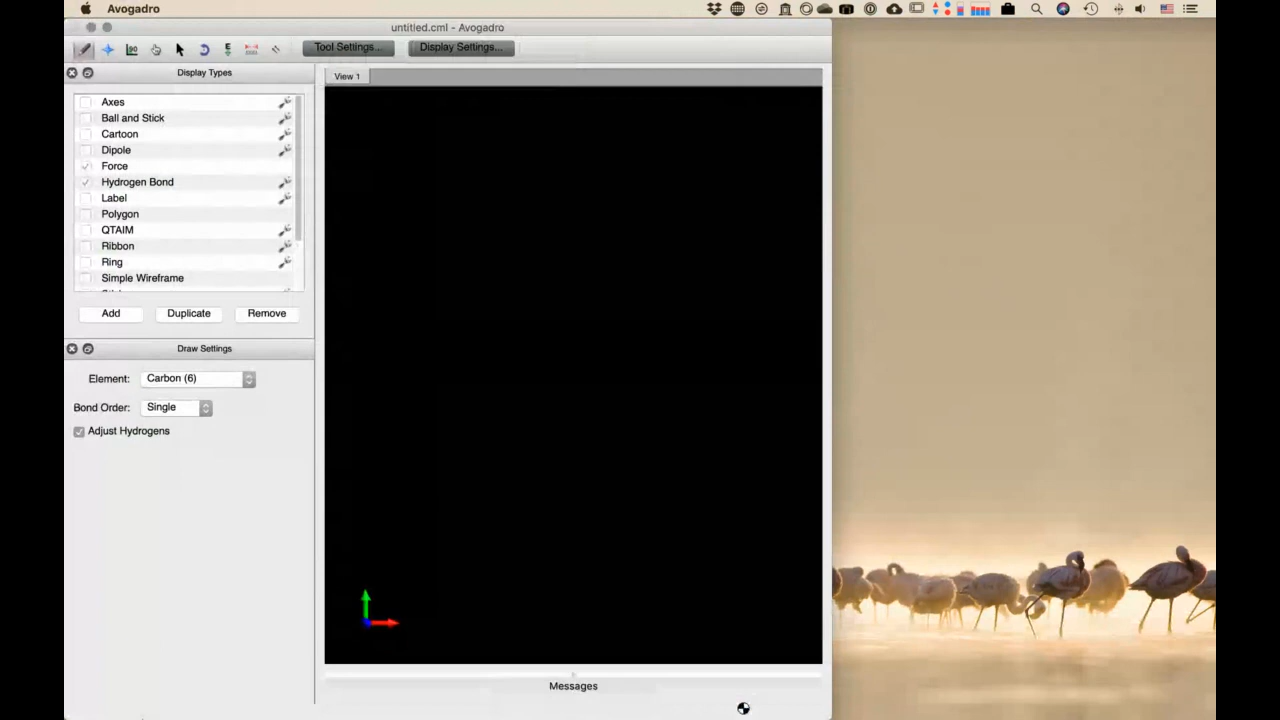 Avogadro
untitled.cml - Avogadro
Tool Settings...
Display Settings...
Display Types
View 1
Axes
Ball and Stick
Cartoon
Dipole
Force
Hydrogen Bond
Label
Polygon
QTAIM
Ribbon
Ring
Simple Wireframe
Add
Duplicate
Remove
Draw Settings
Element: Carbon (6)
Bond Order: Single
Adjust Hydrogens
Messages